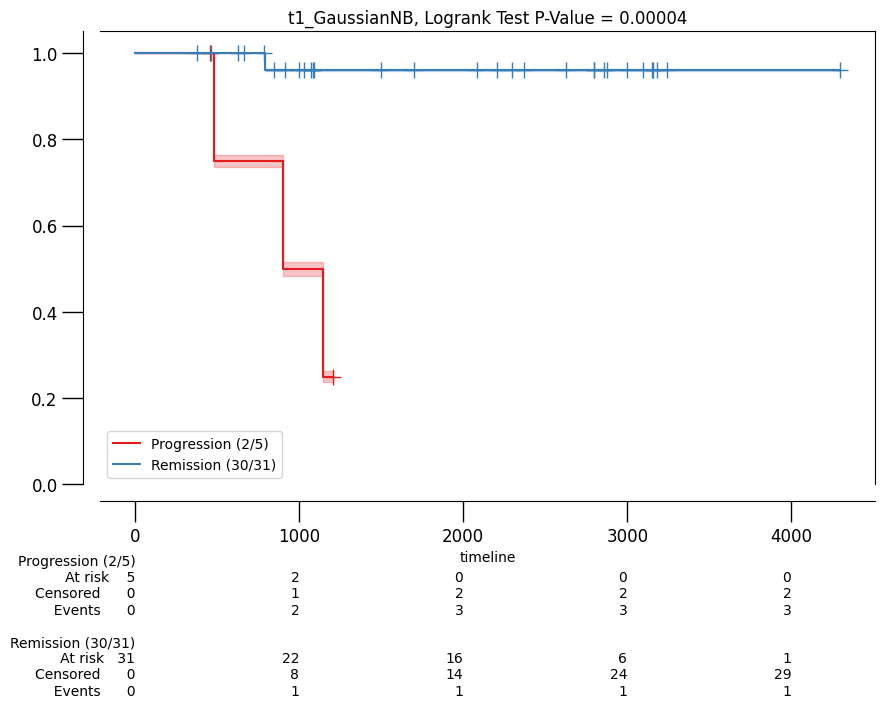 t1_GaussianNB, Logrank Test P-Value = 0.00004
1.0
0.8
0.6
0.4
0.2
0.0
Progression (2/5)
Remission (30/31)
0 1000 2000 3000 4000
timeline
Progression (2/5)
At risk 5 2 0 0 0
Censored 0 1 2 2 2
Events 0 2 3 3 3
Remission (30/31)
At risk 31 22 16 6 1
Censored 0 8 14 24 29
Events 0 1 1 1 1